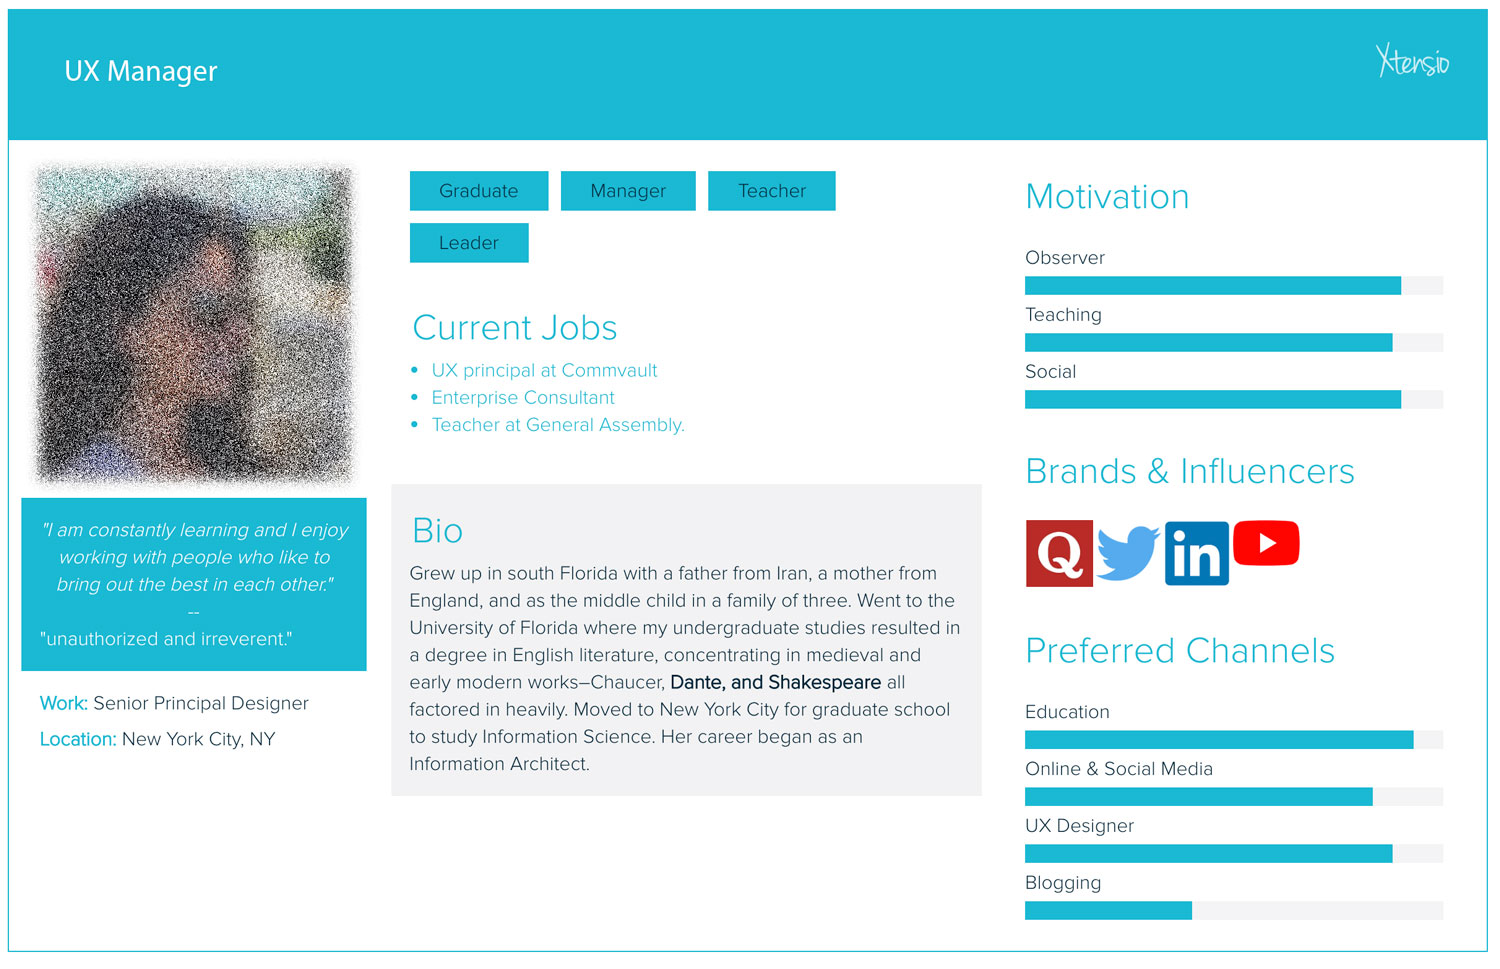 UX Manager
Xtensio
"I am constantly learning and I enjoy
working with people who like to
bring out the best in each other."
--
"unauthorized and irreverent."
Work: Senior Principal Designer
Location: New York City, NY
Graduate
Manager
Teacher
Leader
Current Jobs
• UX principal at Commvault
• Enterprise Consultant
• Teacher at General Assembly.
Bio
Grew up in south Florida with a father from Iran, a mother from
England, and as the middle child in a family of three. Went to the
University of Florida where my undergraduate studies resulted in
a degree in English literature, concentrating in medieval and
early modern works–Chaucer, Dante, and Shakespeare all
factored in heavily. Moved to New York City for graduate school
to study Information Science. Her career began as an
Information Architect.
Motivation
Observer
Teaching
Social
Brands & Influencers
Q
in
Preferred Channels
Education
Online & Social Media
UX Designer
Blogging